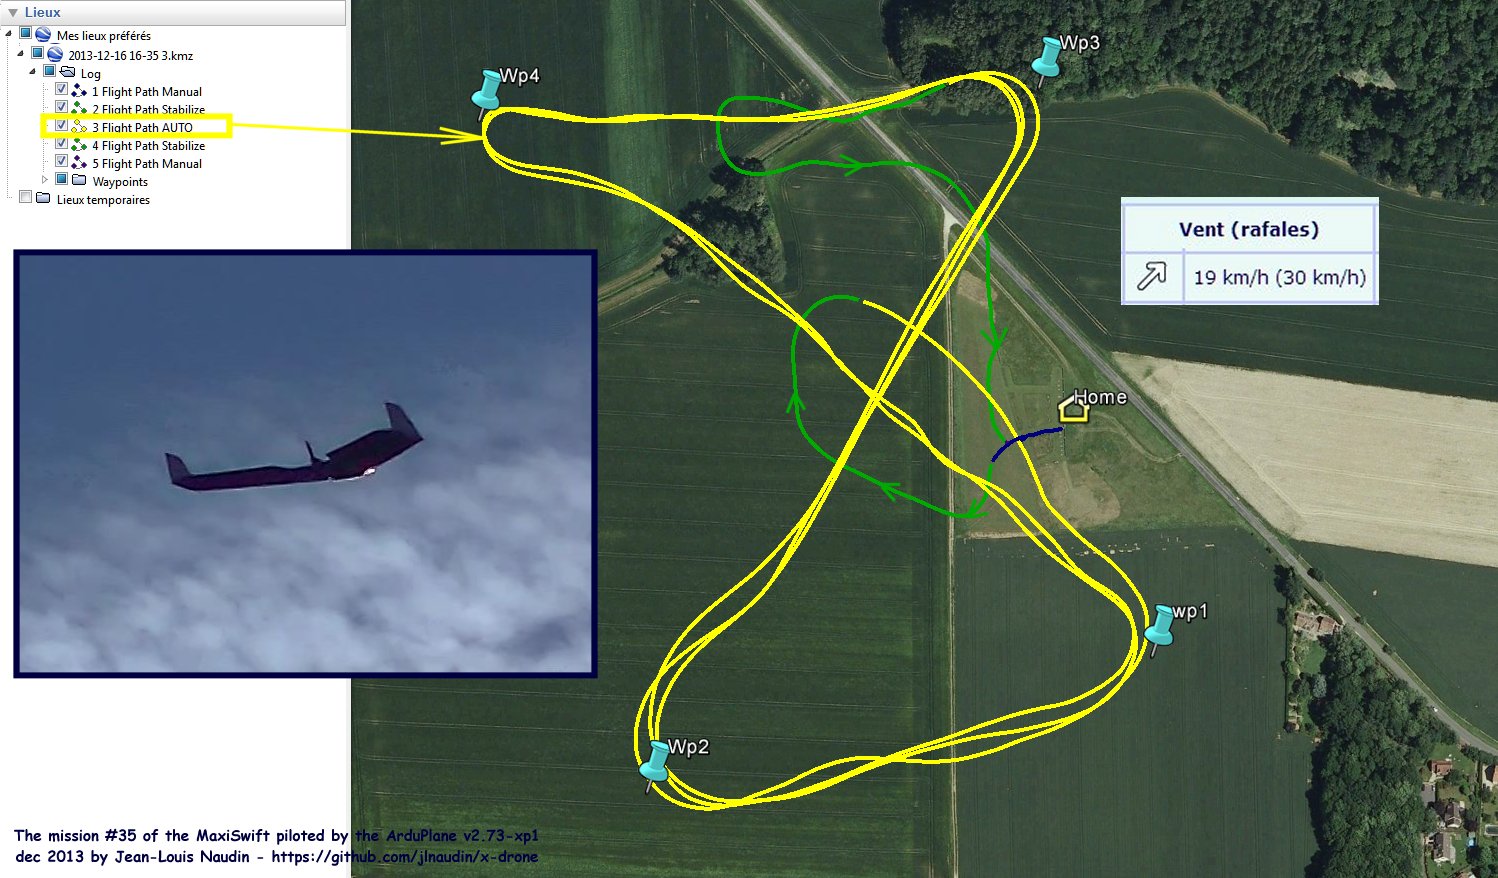 Lieux
Mes lieux préférés
2013-12-16 16-35 3.kmz
Log
1 Flight Path Manual
2 Flight Path Stabilize
3 Flight Path AUTO
4 Flight Path Stabilize
5 Flight Path Manual
Waypoints
Lieux temporaires
Wp4
Wp3
Vent (rafales)
19 km/h (30 km/h)
Home
wp1
Wp2
The mission #35 of the MaxiSwift piloted by the ArduPlane v2.73-xp1
dec 2013 by Jean-Louis Naudin - https://github.com/jlnaudin/x-drone